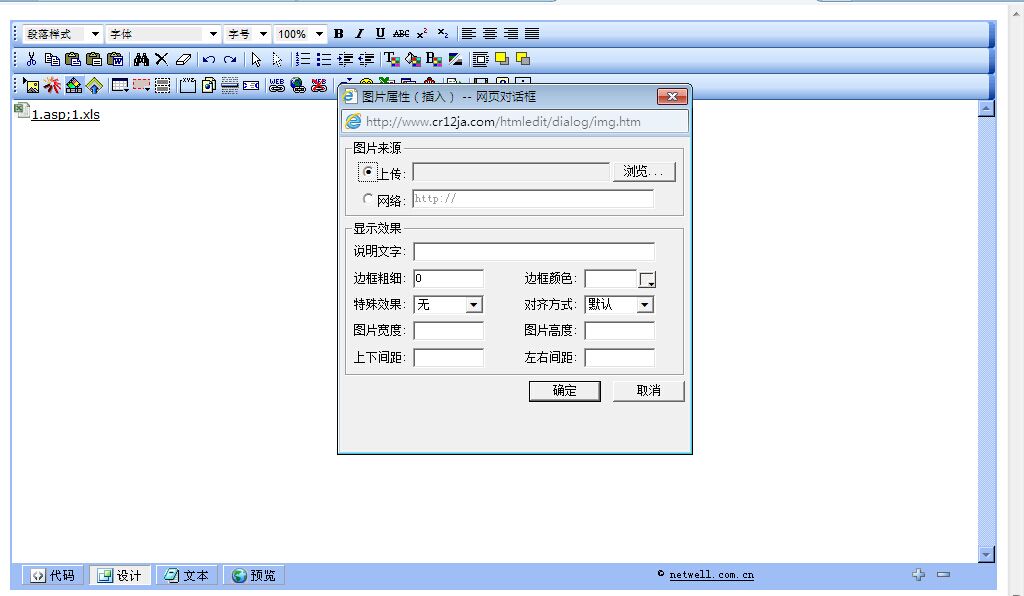 段落样式 字体 字号 100% B I U ABC x² x₂
1.asp;1.xls
图片属性（插入） -- 网页对话框
http://www.cr12ja.com/htmledit/dialog/img.htm
图片来源
上传: 浏览...
网络: http://
显示效果
说明文字:
边框粗细: 0 边框颜色:
特殊效果: 无 对齐方式: 默认
图片宽度: 图片高度:
上下间距: 左右间距:
确定 取消
代码 设计 文本 预览 © netwell.com.cn